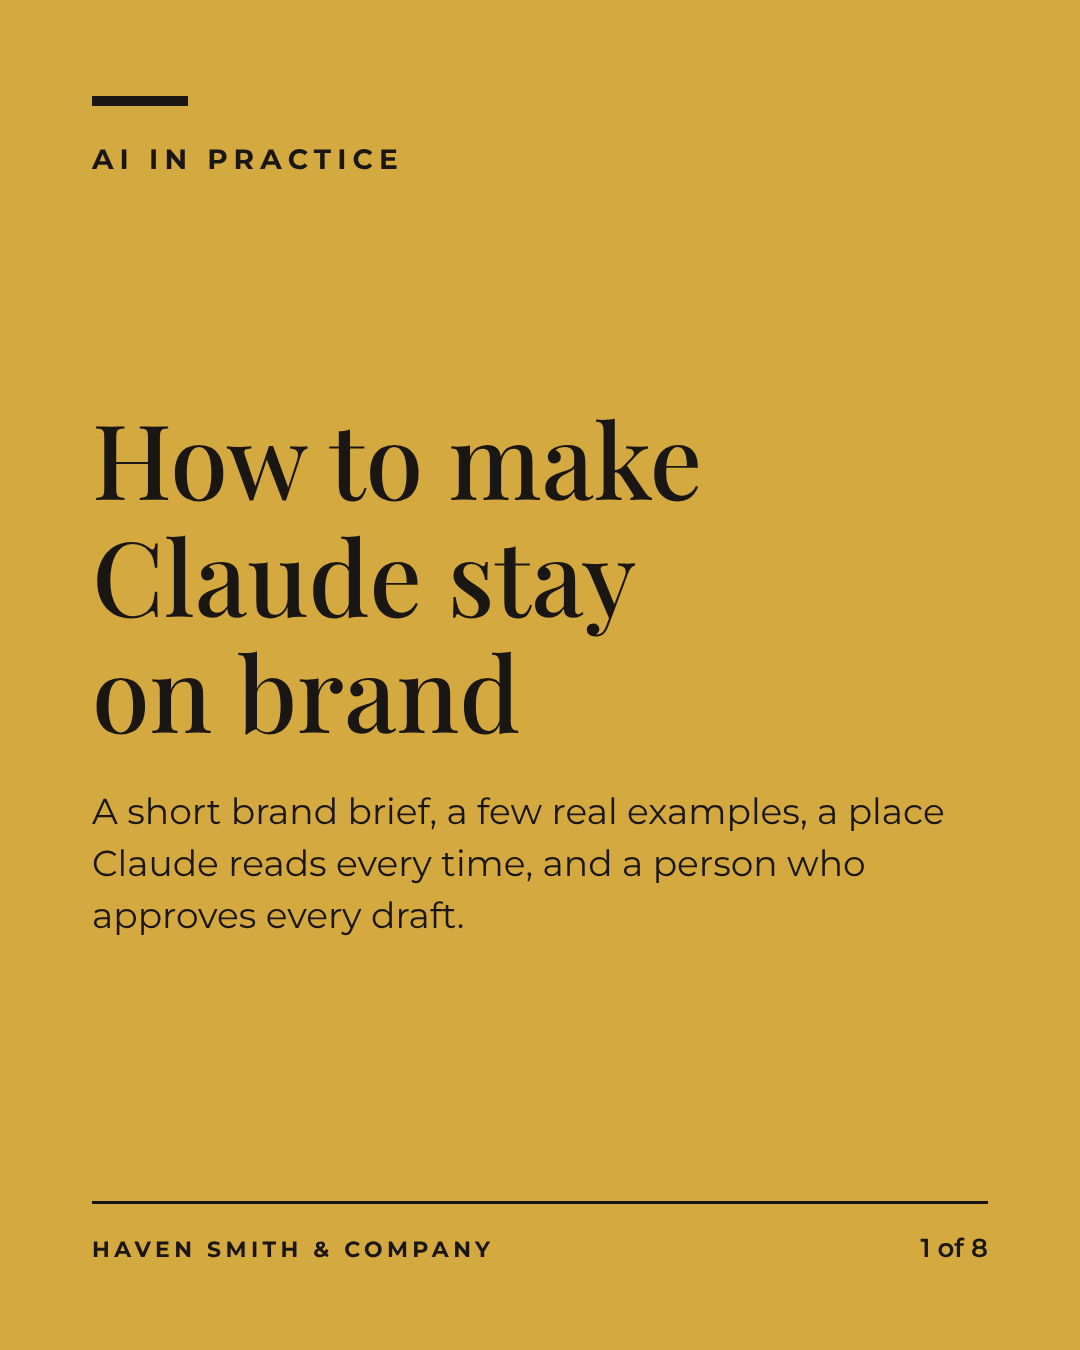 AI IN PRACTICE
How to make
Claude stay
on brand
A short brand brief, a few real examples, a place
Claude reads every time, and a person who
approves every draft.
HAVEN SMITH & COMPANY
1 of 8